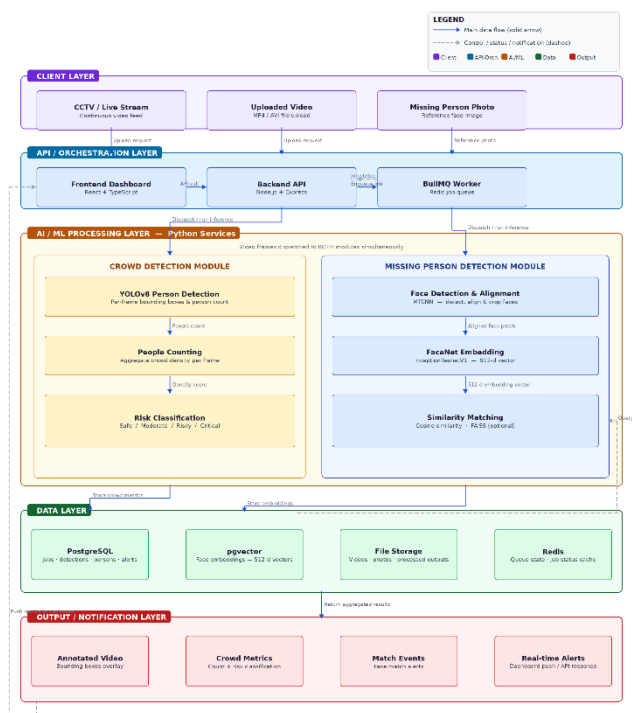 LEGEND
Main data flow (solid arrow)
Control / status / notification (dashed)
Client
API/Orch
AI/ML
Data
Output
CLIENT LAYER
CCTV / Live Stream
Continuous video feed
Uploaded Video
MP4 / AVI file upload
Missing Person Photo
Reference face image
Upload request
Upload request
Reference photo
API / ORCHESTRATION LAYER
Frontend Dashboard
React + TypeScript
API call
Backend API
Node.js + Express
Job status
Enqueue job
BullMQ Worker
Redis job queue
Dispatch / run inference
Dispatch / run inference
AI / ML PROCESSING LAYER — Python Services
Video frames dispatched to BOTH modules simultaneously
CROWD DETECTION MODULE
YOLOv8 Person Detection
Per-frame bounding boxes & person count
People count
People Counting
Aggregate crowd density per frame
Density score
Risk Classification
Safe / Moderate / Risky / Critical
MISSING PERSON DETECTION MODULE
Face Detection & Alignment
MTCNN — detect, align & crop faces
Aligned face patch
FaceNet Embedding
InceptionResnetV1 — 512-d vector
512-d embedding vector
Similarity Matching
Cosine similarity · FAISS (optional)
Store crowd metrics
Store embeddings
DATA LAYER
PostgreSQL
Jobs · detections · persons · alerts
pgvector
Face embeddings — 512-d vectors
File Storage
Videos · photos · processed outputs
Redis
Queue state · job status cache
Return aggregated results
Push
OUTPUT / NOTIFICATION LAYER
Annotated Video
Bounding boxes overlay
Crowd Metrics
Count + risk classification
Match Events
Face match alerts
Real-time Alerts
Dashboard push / API response